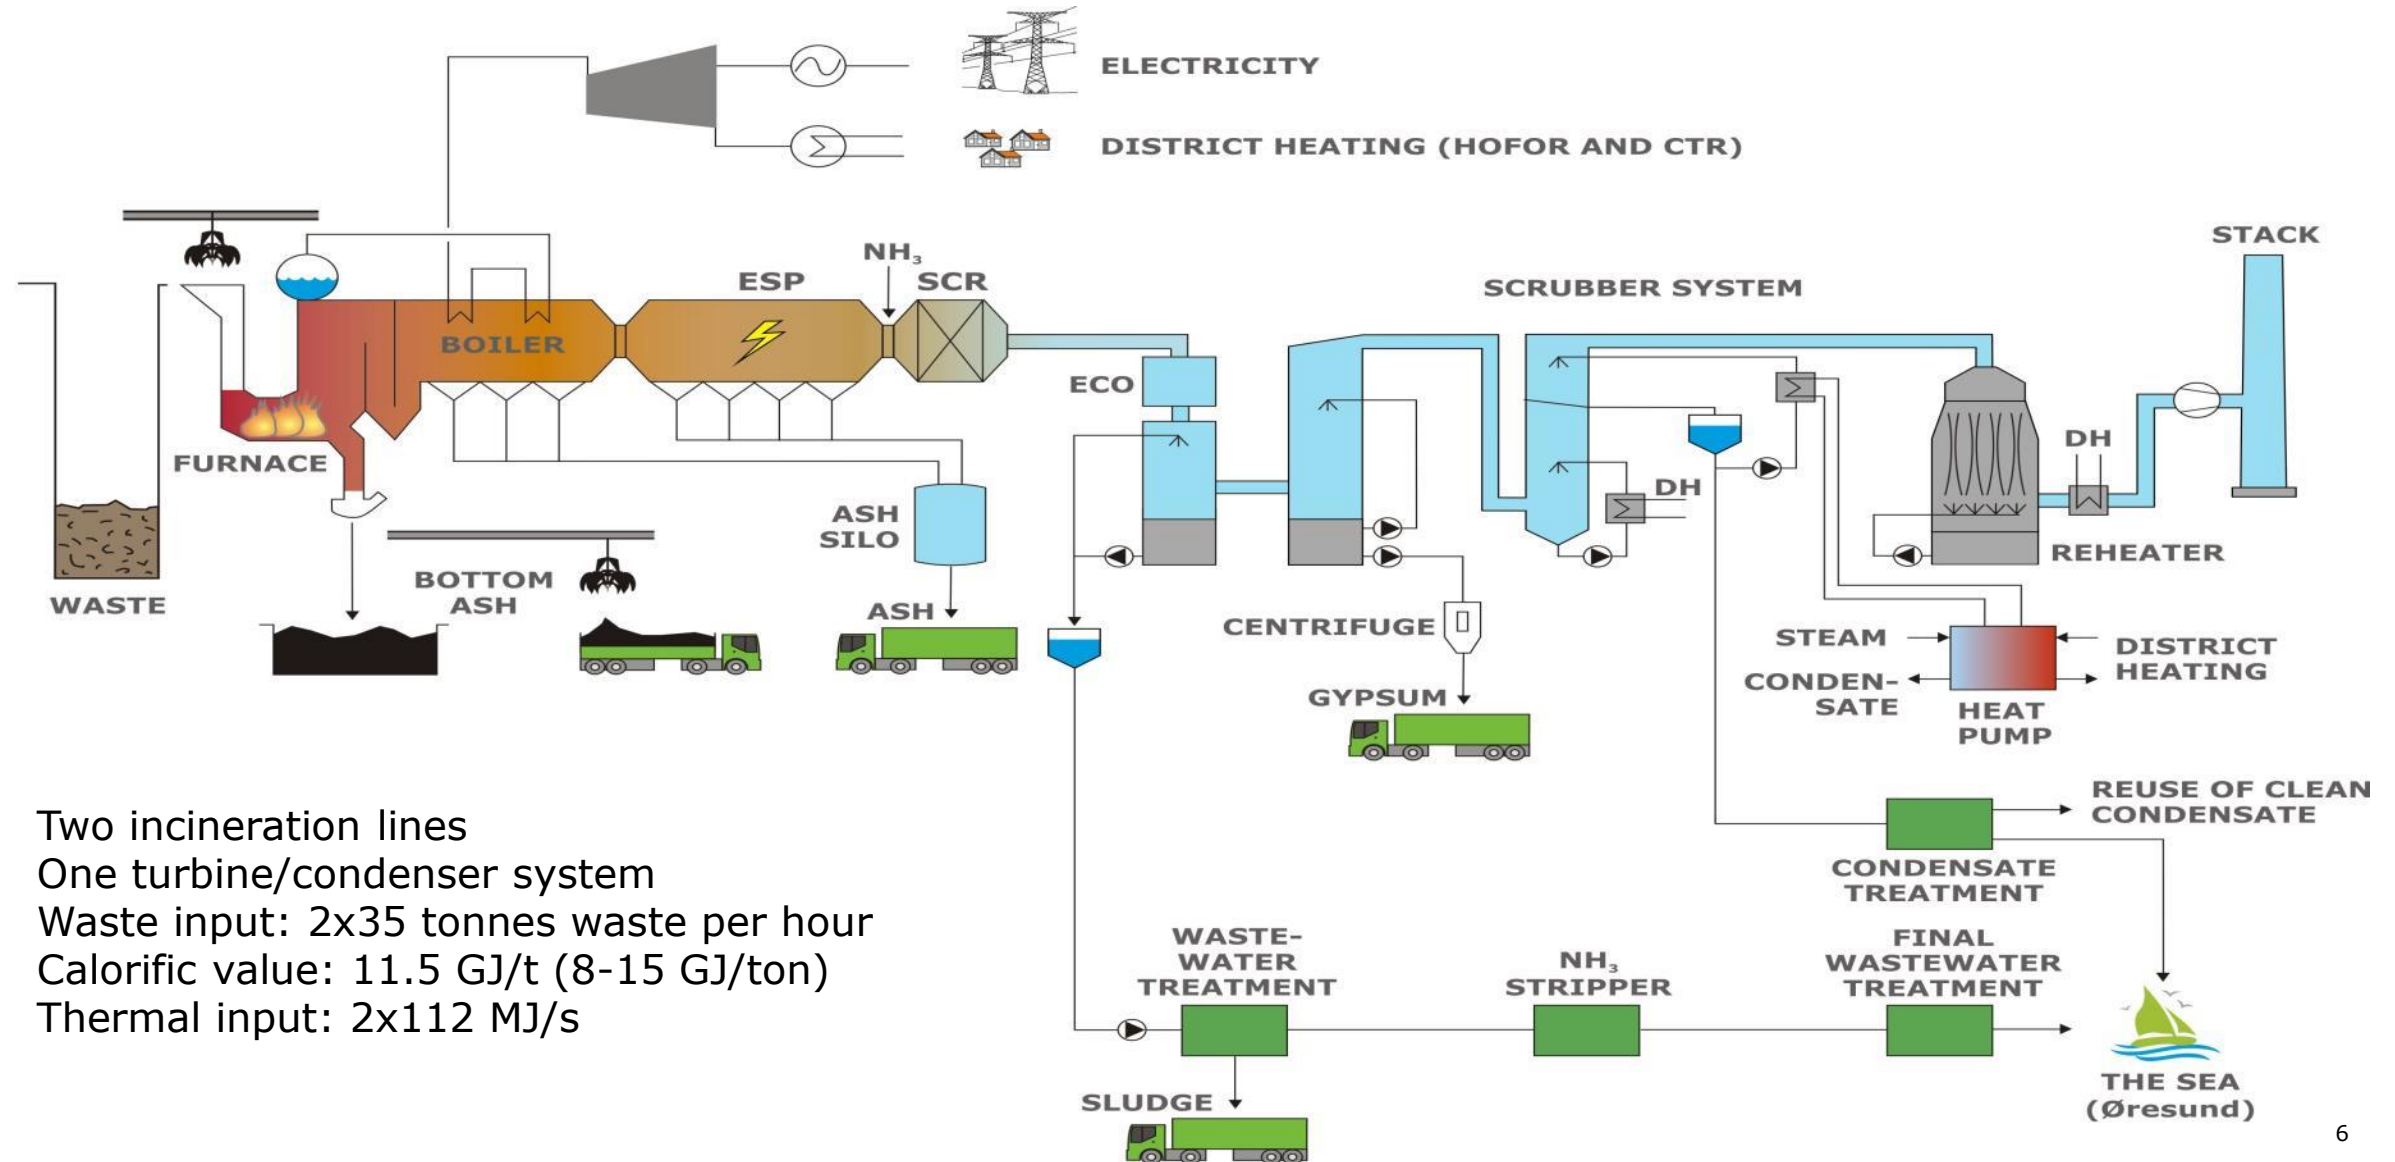 ELECTRICITY
DISTRICT HEATING (HOFOR AND CTR)
NH₃
ESP
SCR
STACK
SCRUBBER SYSTEM
BOILER
ECO
FURNACE
DH
DH
ASH
SILO
REHEATER
WASTE
BOTTOM
ASH
ASH
CENTRIFUGE
STEAM
DISTRICT
HEATING
CONDEN-
SATE
GYPSUM
HEAT
PUMP
REUSE OF CLEAN
CONDENSATE
CONDENSATE
TREATMENT
Two incineration lines
One turbine/condenser system
Waste input: 2x35 tonnes waste per hour
Calorific value: 11.5 GJ/t (8-15 GJ/ton)
Thermal input: 2x112 MJ/s
WASTE-
WATER
TREATMENT
NH₃
STRIPPER
FINAL
WASTEWATER
TREATMENT
SLUDGE
THE SEA
(Øresund)
6